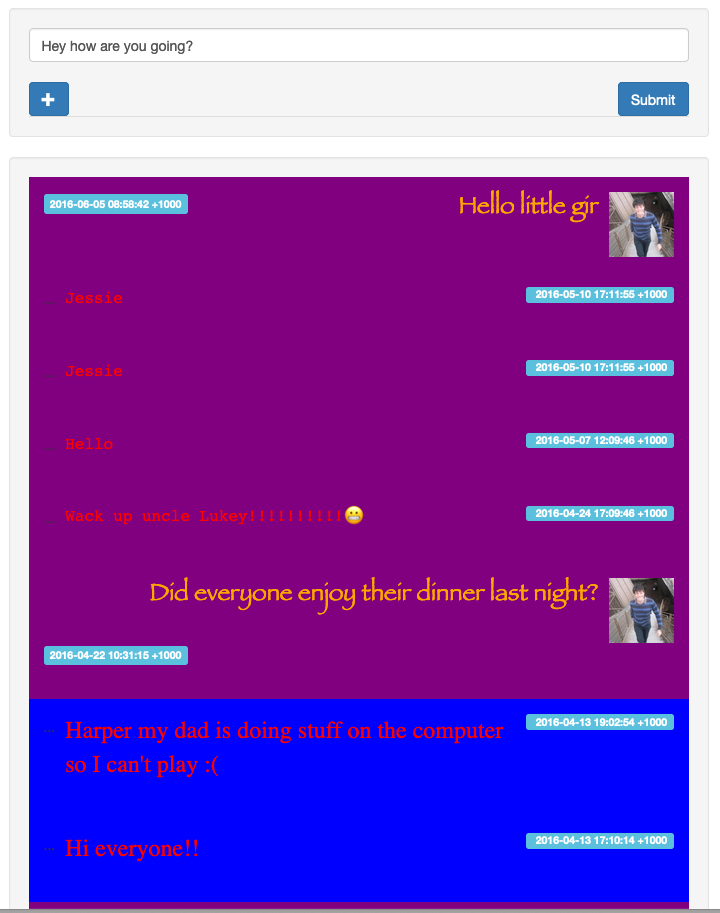 Hey how are you going?
Submit
2016-06-05 08:58:42 +1000
Hello little gir
Jessie
2016-05-10 17:11:55 +1000
Jessie
2016-05-10 17:11:55 +1000
Hello
2016-05-07 12:09:46 +1000
Wack up uncle Lukey!!!!!!!!!!😬
2016-04-24 17:09:46 +1000
Did everyone enjoy their dinner last night?
2016-04-22 10:31:15 +1000
Harper my dad is doing stuff on the computer
so I can't play :(
2016-04-13 19:02:54 +1000
Hi everyone!!
2016-04-13 17:10:14 +1000